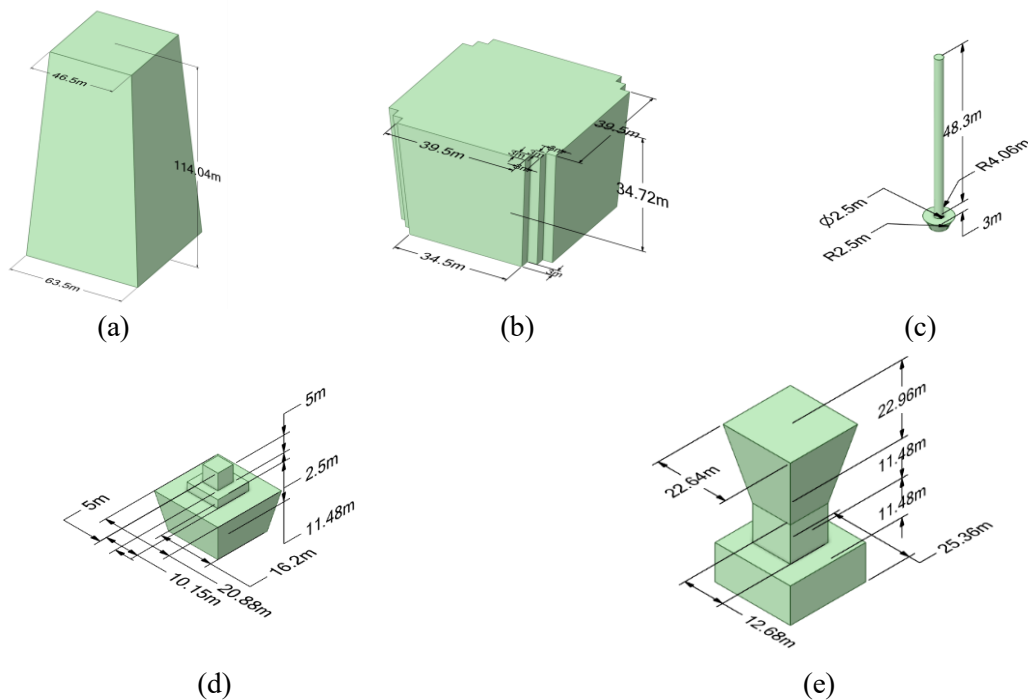 46.5m
114.04m
63.5m
(a)
39.5m
39.5m
34.72m
34.5m
(b)
48.3m
R4.06m
Ø2.5m
R2.5m
3m
(c)
5m
2.5m
5m
11.48m
16.2m
20.88m
10.15m
(d)
22.96m
11.48m
22.64m
11.48m
25.36m
12.68m
(e)